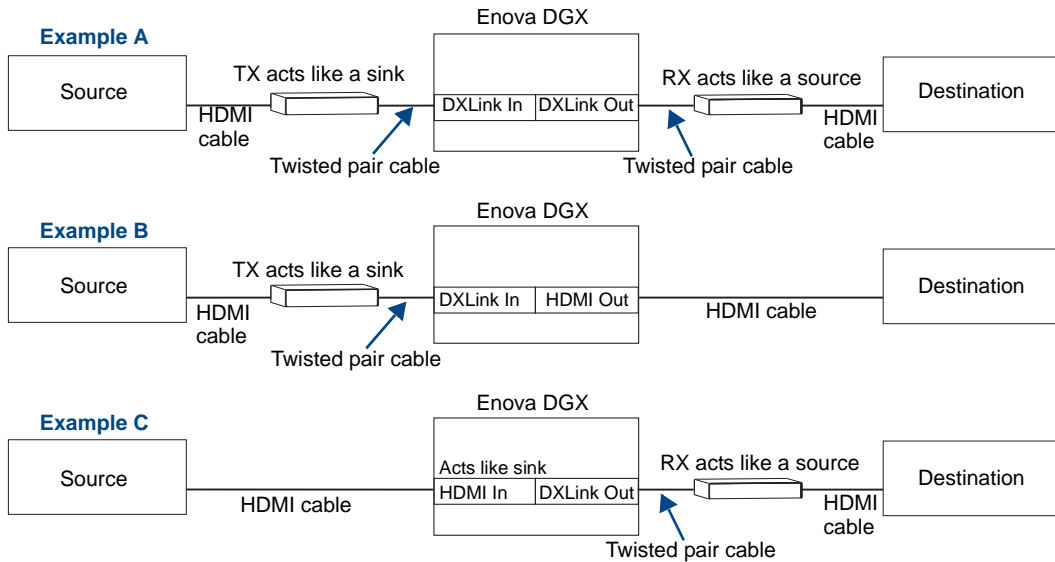 Enova DGX
Example A
Source
TX acts like a sink
RX acts like a source
Destination
DXLink In
DXLink Out
HDMI
cable
HDMI
cable
Twisted pair cable
Twisted pair cable
Enova DGX
Example B
Source
TX acts like a sink
Destination
DXLink In
HDMI Out
HDMI
cable
HDMI cable
Twisted pair cable
Enova DGX
Example C
Source
Acts like sink
RX acts like a source
Destination
HDMI In
DXLink Out
HDMI cable
HDMI
cable
Twisted pair cable